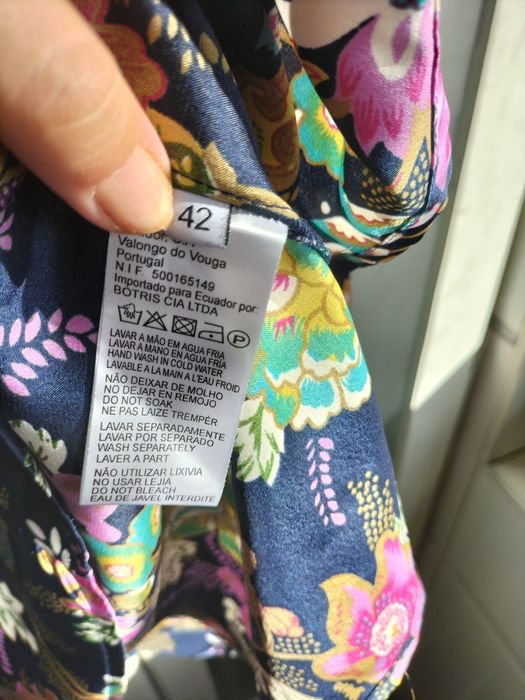 42
Valongo do Vouga
Portugal
N I F. 500165149
Importado para Ecuador por:
BOTRIS CIA LTDA
P
LAVAR A MÃO EM AGUA FRIA
LAVAR A MANO EN AGUA FRIA
HAND WASH IN COLD WATER
LAVABLE A LA MAIN A L'EAU FROID
NÃO DEIXAR DE MOLHO
NO DEJAR EN REMOJO
DO NOT SOAK
NE PAS LAIZE TREMPÉR
LAVAR SEPARADAMENTE
LAVAR POR SEPARADO
WASH SEPARATELY
LAVER A PART
NÃO UTILIZAR LIXIVIA
NO USAR LEJIA
DO NOT BLEACH
EAU DE JAVEL INTERDITE